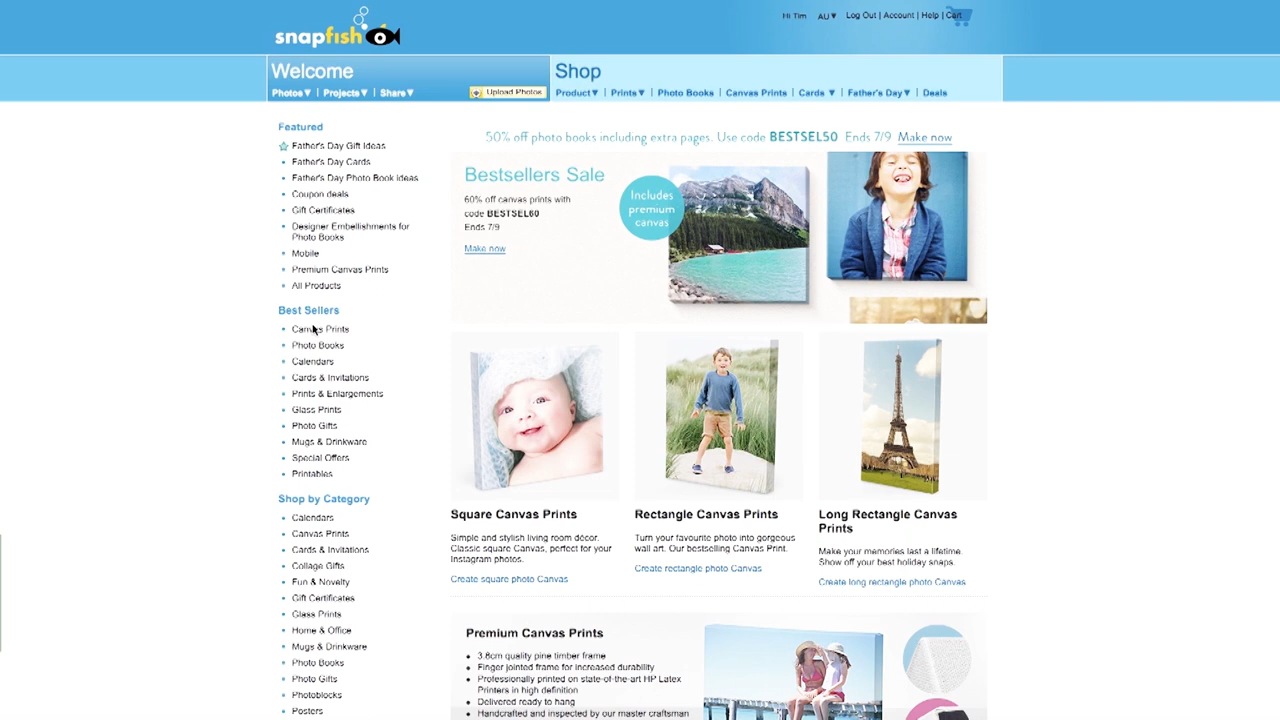 snapfish
Hi Tim AU▼ Log Out | Account | Help | Cart
Welcome
Photos▼ | Projects▼ | Share▼ Upload Photos
Shop
Product▼ | Prints▼ | Photo Books | Canvas Prints | Cards ▼ | Father's Day▼ | Deals
Featured
Father's Day Gift Ideas
Father's Day Cards
Father's Day Photo Book Ideas
Coupon deals
Gift Certificates
Designer Embellishments for
Photo Books
Mobile
Premium Canvas Prints
All Products
Best Sellers
Canvas Prints
Photo Books
Calendars
Cards & Invitations
Prints & Enlargements
Glass Prints
Photo Gifts
Mugs & Drinkware
Special Offers
Printables
Shop by Category
Calendars
Canvas Prints
Cards & Invitations
Collage Gifts
Fun & Novelty
Gift Certificates
Glass Prints
Home & Office
Mugs & Drinkware
Photo Books
Photo Gifts
Photoblocks
Posters
50% off photo books including extra pages. Use code BESTSEL50 Ends 7/9 Make now
Bestsellers Sale
60% off canvas prints with
code BESTSEL60
Ends 7/9
Make now
Includes
premium
canvas
Square Canvas Prints
Simple and stylish living room décor.
Classic square Canvas, perfect for your
Instagram photos.
Create square photo Canvas
Rectangle Canvas Prints
Turn your favourite photo into gorgeous
wall art. Our bestselling Canvas Print.
Create rectangle photo Canvas
Long Rectangle Canvas
Prints
Make your memories last a lifetime.
Show off your best holiday snaps.
Create long rectangle photo Canvas
Premium Canvas Prints
3.8cm quality pine timber frame
Finger jointed frame for increased durability
Professionally printed on state-of-the-art HP Latex
Printers in high definition
Delivered ready to hang
Handcrafted and inspected by our master craftsman